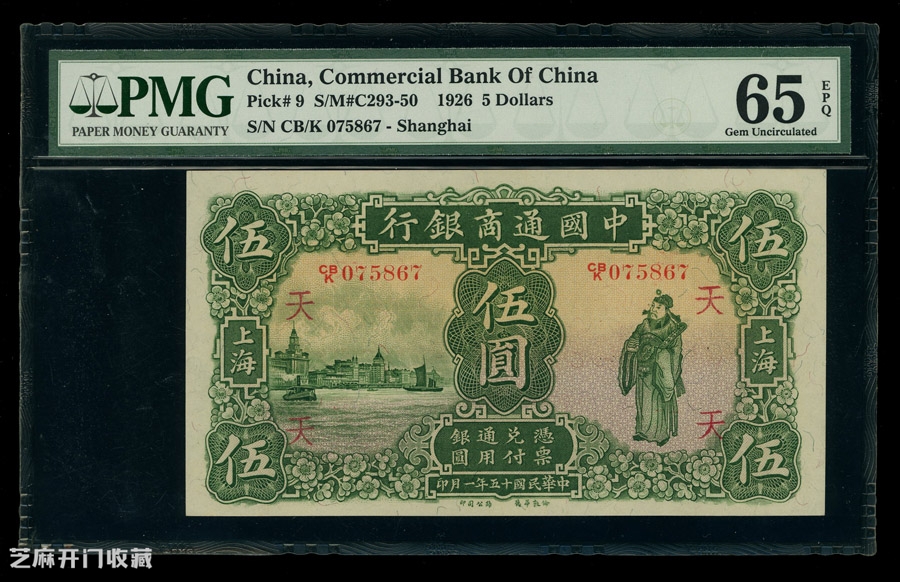 PMG
PAPER MONEY GUARANTY
China, Commercial Bank Of China
Pick# 9 S/M#C293-50 1926 5 Dollars
S/N CB/K 075867 - Shanghai
65
EPQ
Gem Uncirculated
行銀商通國中
伍
伍
CB/K 075867
CB/K 075867
天
天
伍圓
上海
上海
天
天
伍
伍
憑票
兌付
通用
銀圓
印月一年五十國民華中
芝麻开门收藏